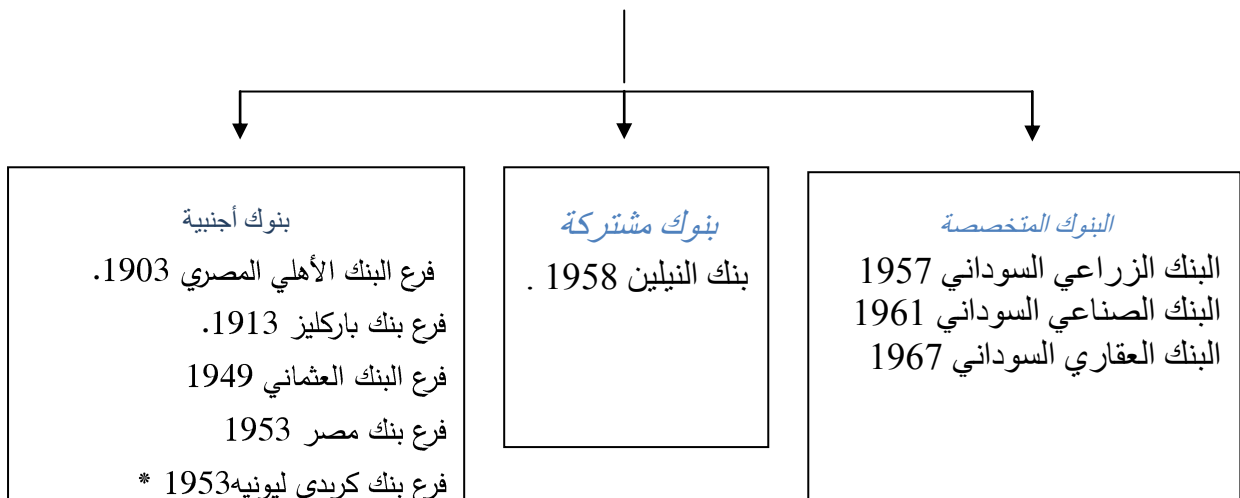 البنوك المتخصصة
البنك الزراعي السوداني 1957
البنك الصناعي السوداني 1961
البنك العقاري السوداني 1967
بنوك مشتركة
بنك النيلين 1958 .
بنوك أجنبية
فرع البنك الأهلي المصري 1903.
فرع بنك باركليز 1913.
فرع البنك العثماني 1949
فرع بنك مصر 1953
فرع بنك كريدي ليونيه1953 *